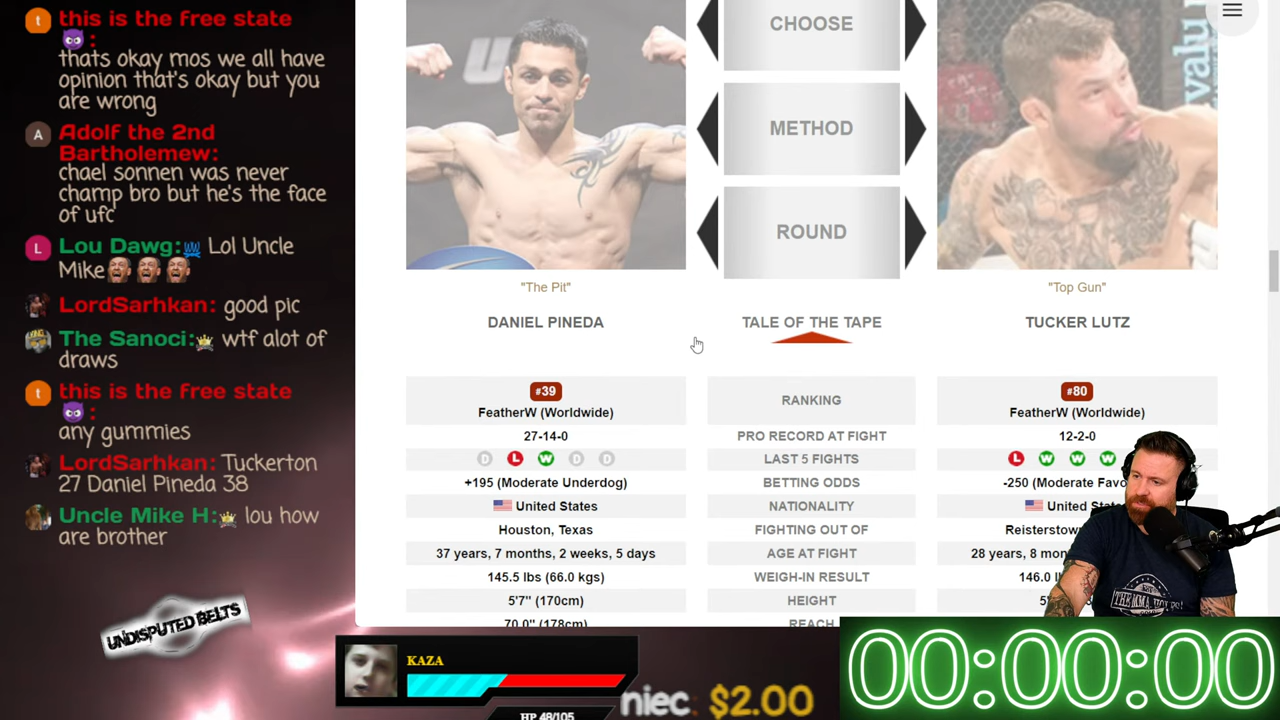 this is the free state
:
thats okay mos we all have
opinion that's okay but you
are wrong
Adolf the 2nd
Bartholemew:
chael sonnen was never
champ bro but he's the face
of ufc
Lou Dawg: Lol Uncle
Mike
LordSarhkan: good pic
The Sanoci: wtf alot of
draws
this is the free state
:
any gummies
LordSarhkan: Tuckerton
27 Daniel Pineda 38
Uncle Mike H: lou how
are brother
UNDISPUTED BELTS
CHOOSE
METHOD
ROUND
"The Pit"
"Top Gun"
DANIEL PINEDA
TALE OF THE TAPE
TUCKER LUTZ
#39
FeatherW (Worldwide)
RANKING
#80
FeatherW (Worldwide)
27-14-0
PRO RECORD AT FIGHT
12-2-0
D L W D D
LAST 5 FIGHTS
L W W W
+195 (Moderate Underdog)
BETTING ODDS
-250 (Moderate
United States
NATIONALITY
United
Houston, Texas
FIGHTING OUT OF
37 years, 7 months, 2 weeks, 5 days
AGE AT FIGHT
28 years, 8
145.5 lbs (66.0 kgs)
WEIGH-IN RESULT
146.0
5'7" (170cm)
HEIGHT
70.0" (178cm)
REACH
THE MMA HOLES
KAZA
HP 48/105
niec: $2.00
00:00:00